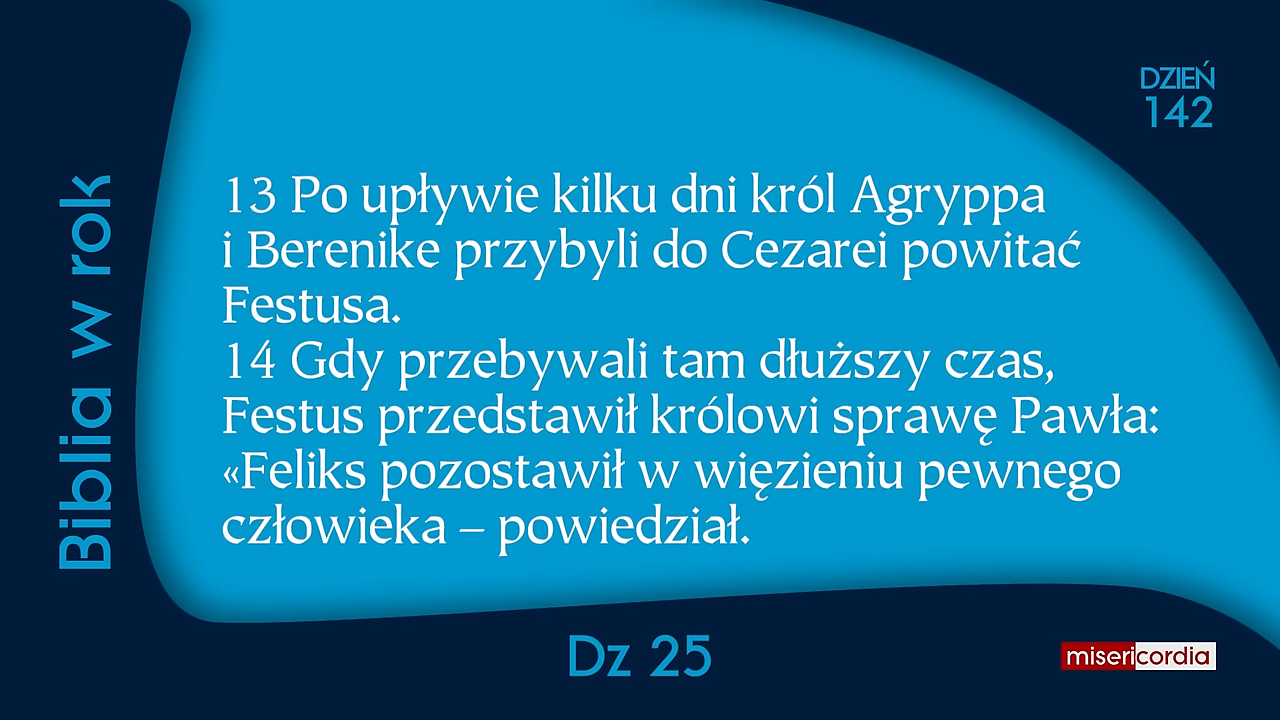 DZIEŃ
142
Biblia w rok
13 Po upływie kilku dni król Agryppa
i Berenike przybyli do Cezarei powitać
Festusa.
14 Gdy przebywali tam dłuższy czas,
Festus przedstawił królowi sprawę Pawła:
«Feliks pozostawił w więzieniu pewnego
człowieka – powiedział.
Dz 25
misericordia